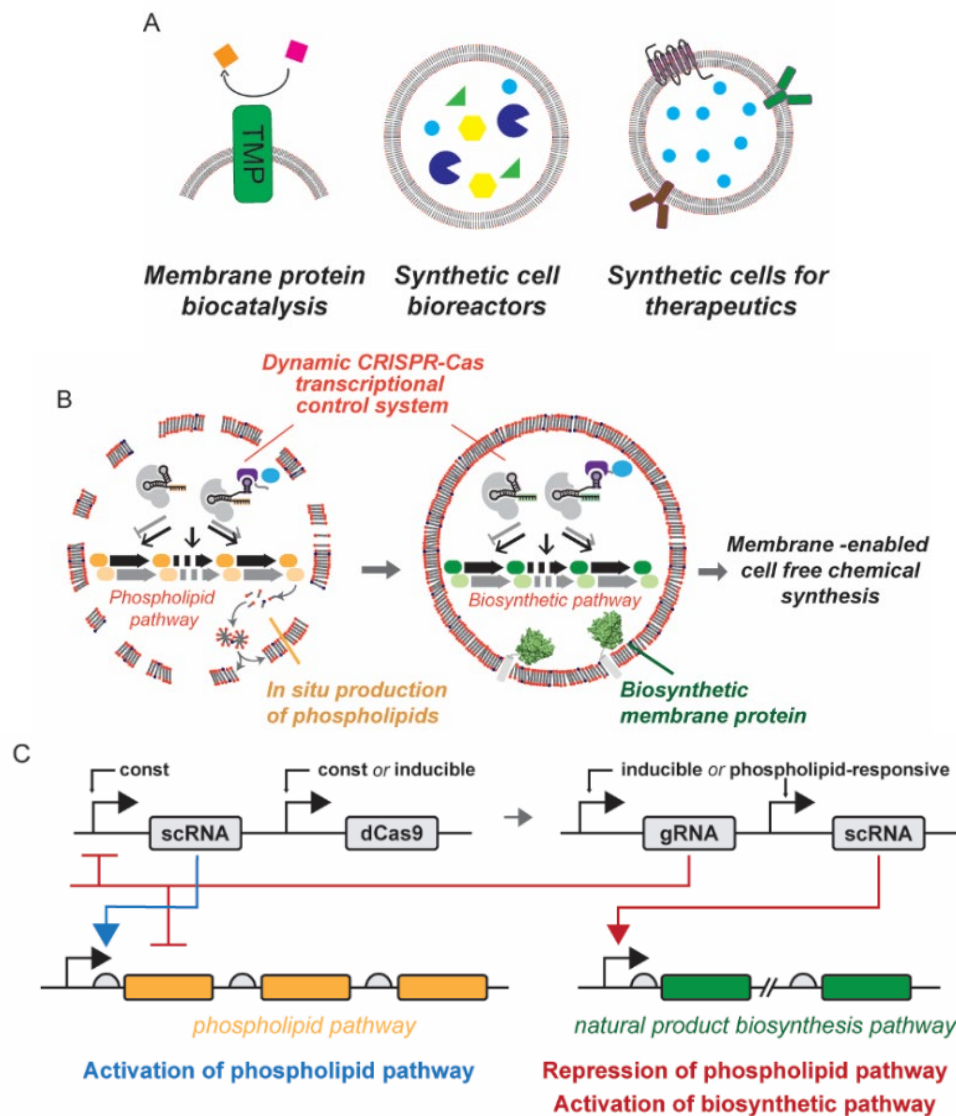 A
TMP
Membrane protein
biocatalysis
Synthetic cell
bioreactors
Synthetic cells for
therapeutics
B
Dynamic CRISPR-Cas
transcriptional
control system
Phospholipid
pathway
In situ production
of phospholipids
Biosynthetic pathway
Biosynthetic
membrane protein
Membrane -enabled
cell free chemical
synthesis
C
const
const or inducible
inducible or phospholipid-responsive
scRNA
dCas9
gRNA
scRNA
phospholipid pathway
natural product biosynthesis pathway
Activation of phospholipid pathway
Repression of phospholipid pathway
Activation of biosynthetic pathway